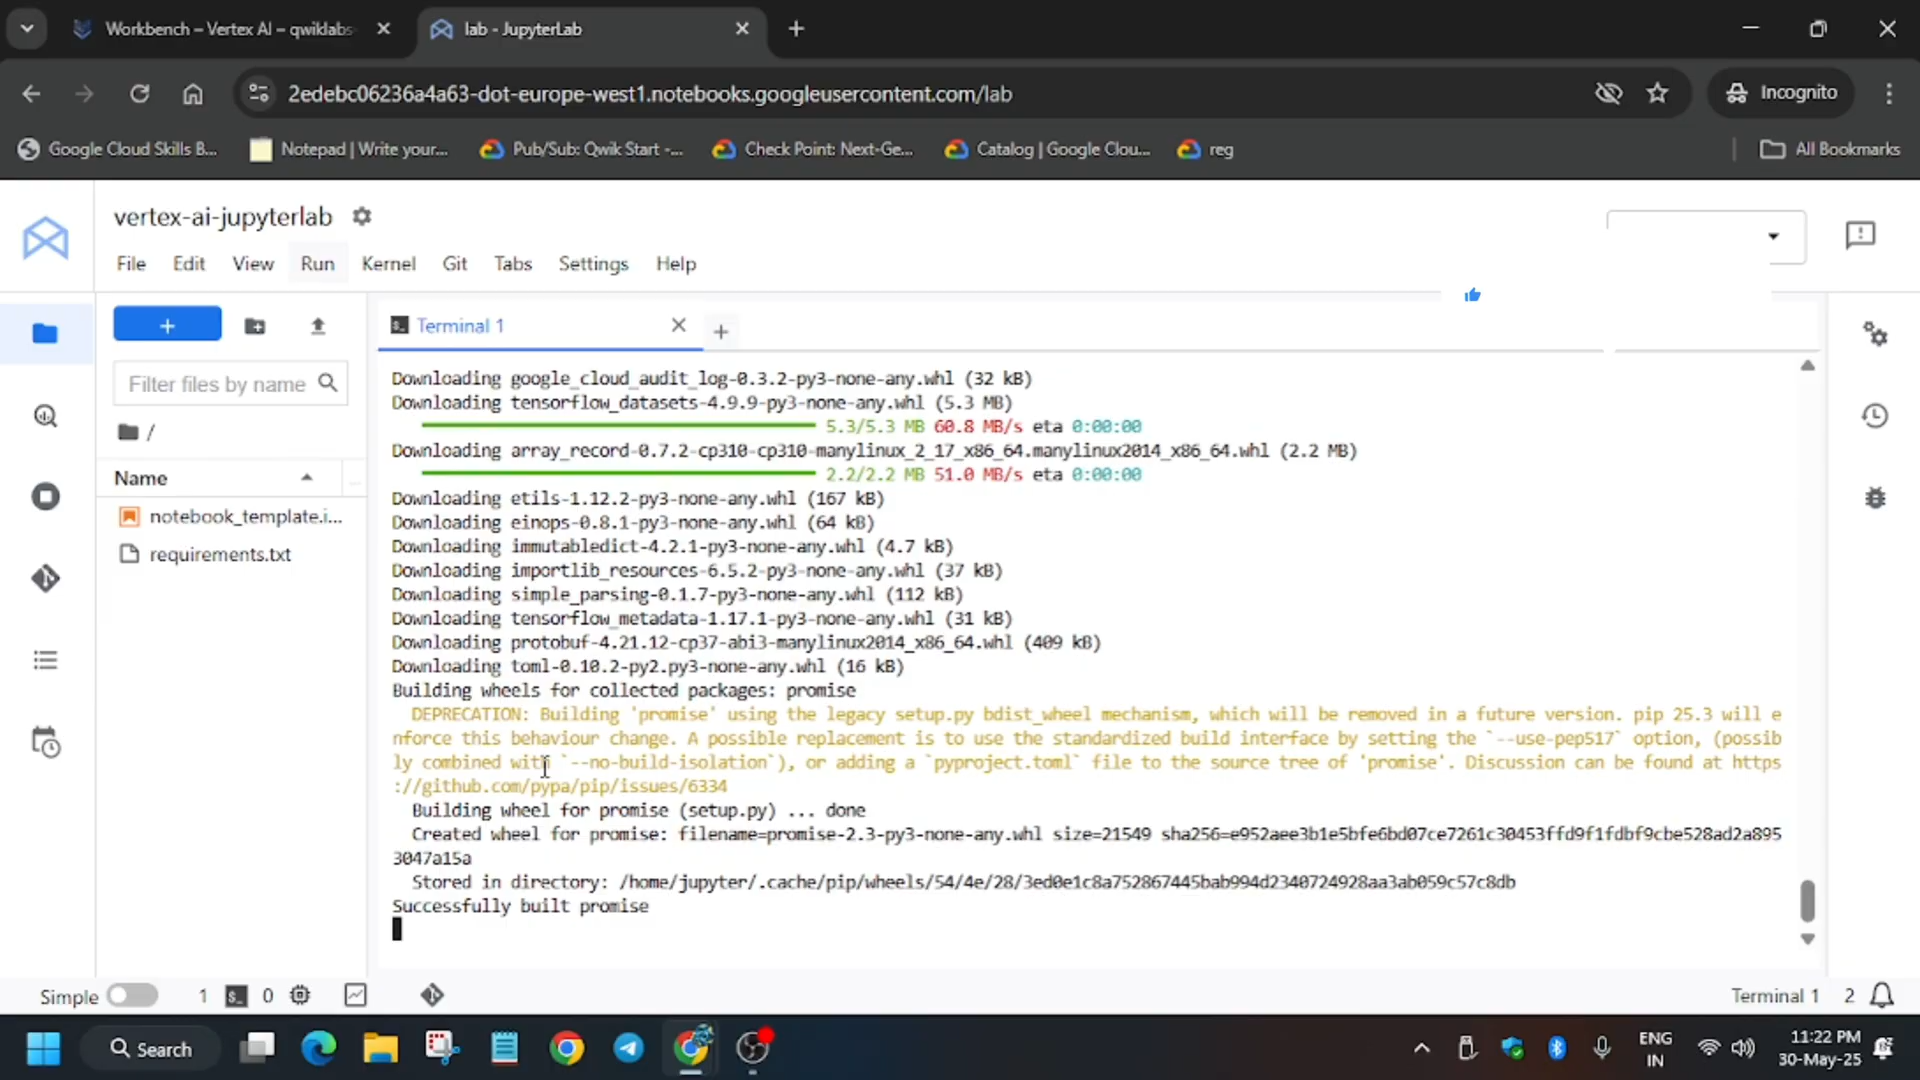 Workbench – Vertex AI – qwiklabs-
lab - JupyterLab
2edebc06236a4a63-dot-europe-west1.notebooks.googleusercontent.com/lab
Incognito
Google Cloud Skills B...
Notepad | Write your...
Pub/Sub: Qwik Start -...
Check Point: Next-Ge...
Catalog | Google Clou...
reg
All Bookmarks
vertex-ai-jupyterlab
File Edit View Run Kernel Git Tabs Settings Help
Terminal 1
Filter files by name
/
Name
notebook_template.i...
requirements.txt
Downloading google_cloud_audit_log-0.3.2-py3-none-any.whl (32 kB)
Downloading tensorflow_datasets-4.9.9-py3-none-any.whl (5.3 MB)
5.3/5.3 MB 60.8 MB/s eta 0:00:00
Downloading array_record-0.7.2-cp310-cp310-manylinux_2_17_x86_64.manylinux2014_x86_64.whl (2.2 MB)
2.2/2.2 MB 51.0 MB/s eta 0:00:00
Downloading etils-1.12.2-py3-none-any.whl (167 kB)
Downloading einops-0.8.1-py3-none-any.whl (64 kB)
Downloading immutabledict-4.2.1-py3-none-any.whl (4.7 kB)
Downloading importlib_resources-6.5.2-py3-none-any.whl (37 kB)
Downloading simple_parsing-0.1.7-py3-none-any.whl (112 kB)
Downloading tensorflow_metadata-1.17.1-py3-none-any.whl (31 kB)
Downloading protobuf-4.21.12-cp37-abi3-manylinux2014_x86_64.whl (409 kB)
Downloading toml-0.10.2-py2.py3-none-any.whl (16 kB)
Building wheels for collected packages: promise
DEPRECATION: Building 'promise' using the legacy setup.py bdist_wheel mechanism, which will be removed in a future version. pip 25.3 will e
nforce this behaviour change. A possible replacement is to use the standardized build interface by setting the `--use-pep517` option, (possib
ly combined with `--no-build-isolation`), or adding a `pyproject.toml` file to the source tree of 'promise'. Discussion can be found at https
://github.com/pypa/pip/issues/6334
Building wheel for promise (setup.py) ... done
Created wheel for promise: filename=promise-2.3-py3-none-any.whl size=21549 sha256=e952aee3b1e5bfe6bd07ce7261c30453ffd9f1fdbf9cbe528ad2a895
3047a15a
Stored in directory: /home/jupyter/.cache/pip/wheels/54/4e/28/3ed0e1c8a752867445bab994d2340724928aa3ab059c57c8db
Successfully built promise
Simple
1
0
Terminal 1 2
Search
ENG
IN
11:22 PM
30-May-25